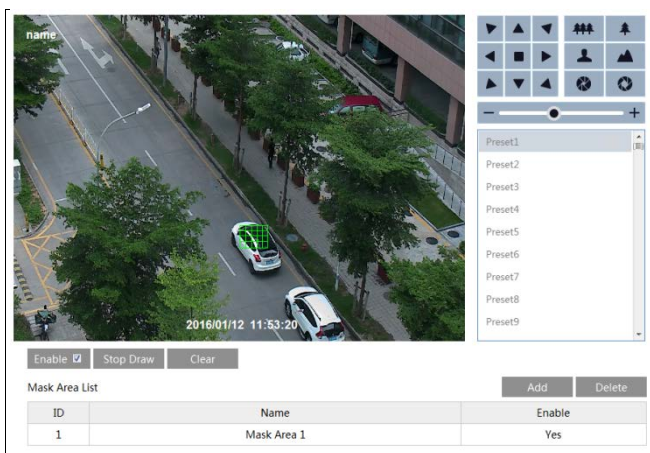 name
2016/01/12 11:53:20
Preset1
Preset2
Preset3
Preset4
Preset5
Preset6
Preset7
Preset8
Preset9
Enable Stop Draw Clear
Mask Area List Add Delete
ID Name Enable
1 Mask Area 1 Yes